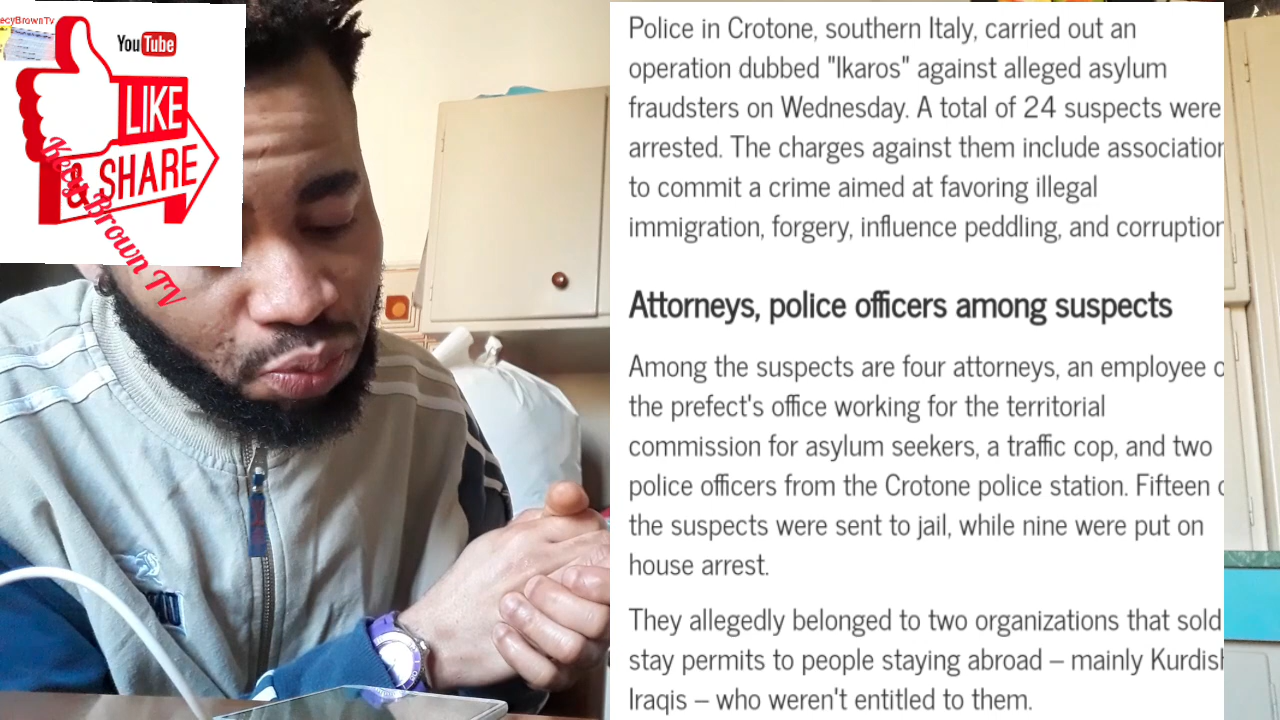 ecyBrownTv
YouTube
LIKE
& SHARE
Kecy Brown TV
Police in Crotone, southern Italy, carried out an
operation dubbed "Ikaros" against alleged asylum
fraudsters on Wednesday. A total of 24 suspects were
arrested. The charges against them include association
to commit a crime aimed at favoring illegal
immigration, forgery, influence peddling, and corruption
Attorneys, police officers among suspects
Among the suspects are four attorneys, an employee o
the prefect's office working for the territorial
commission for asylum seekers, a traffic cop, and two
police officers from the Crotone police station. Fifteen o
the suspects were sent to jail, while nine were put on
house arrest.
They allegedly belonged to two organizations that sold
stay permits to people staying abroad – mainly Kurdish
Iraqis – who weren't entitled to them.